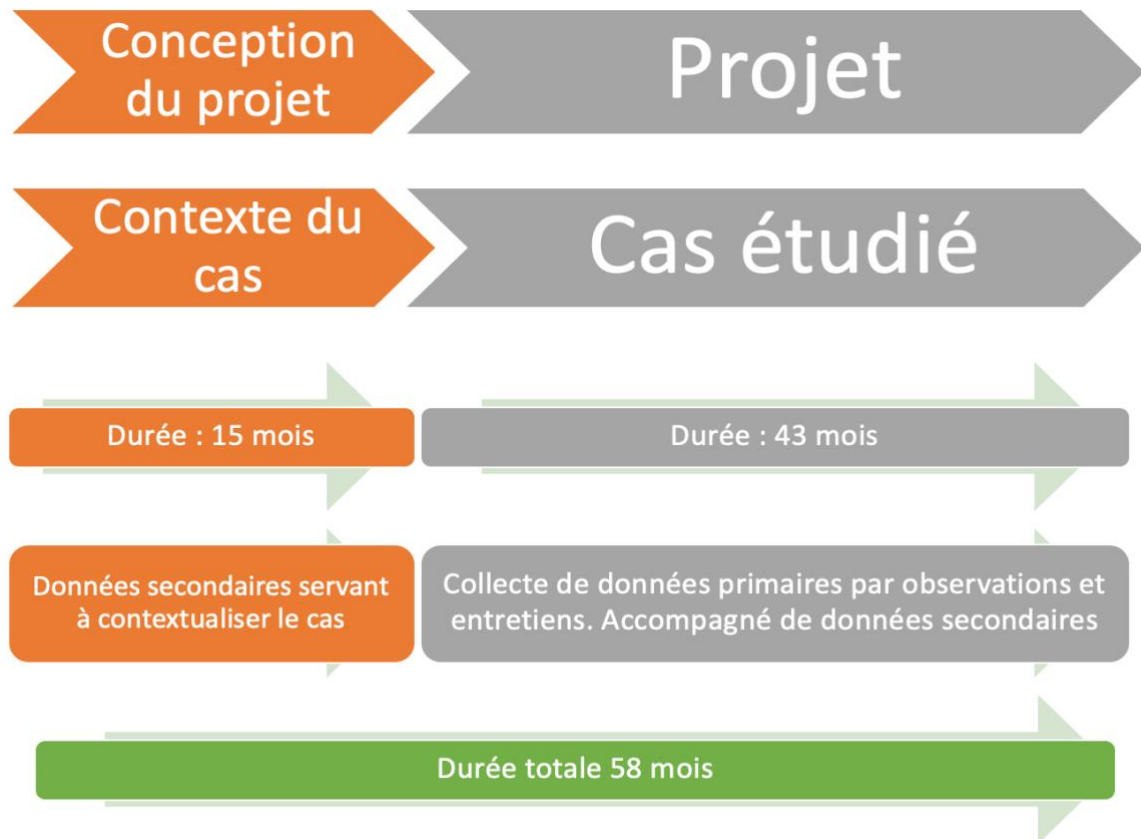 Conception
du projet
Projet
Contexte du
cas
Cas étudié
Durée : 15 mois
Durée : 43 mois
Données secondaires servant
à contextualiser le cas
Collecte de données primaires par observations et
entretiens. Accompagné de données secondaires
Durée totale 58 mois